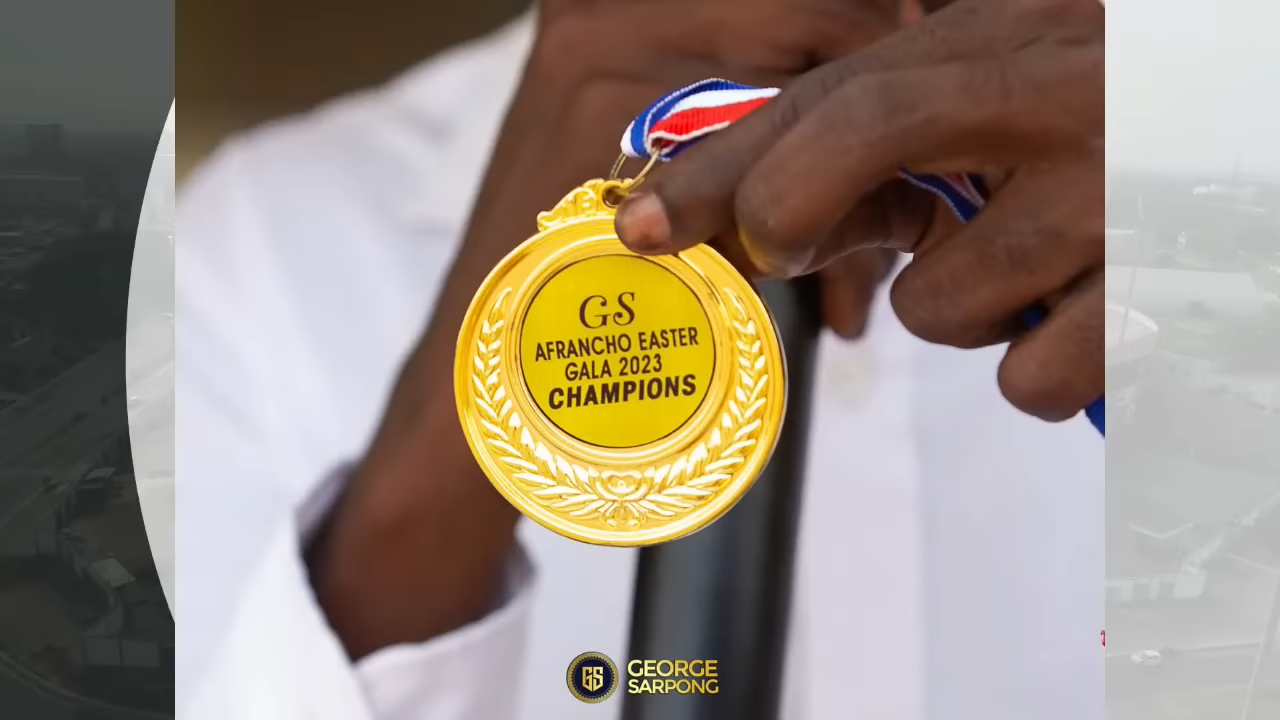 GS
AFRANCHO EASTER
GALA 2023
CHAMPIONS
GS
GEORGE
SARPONG